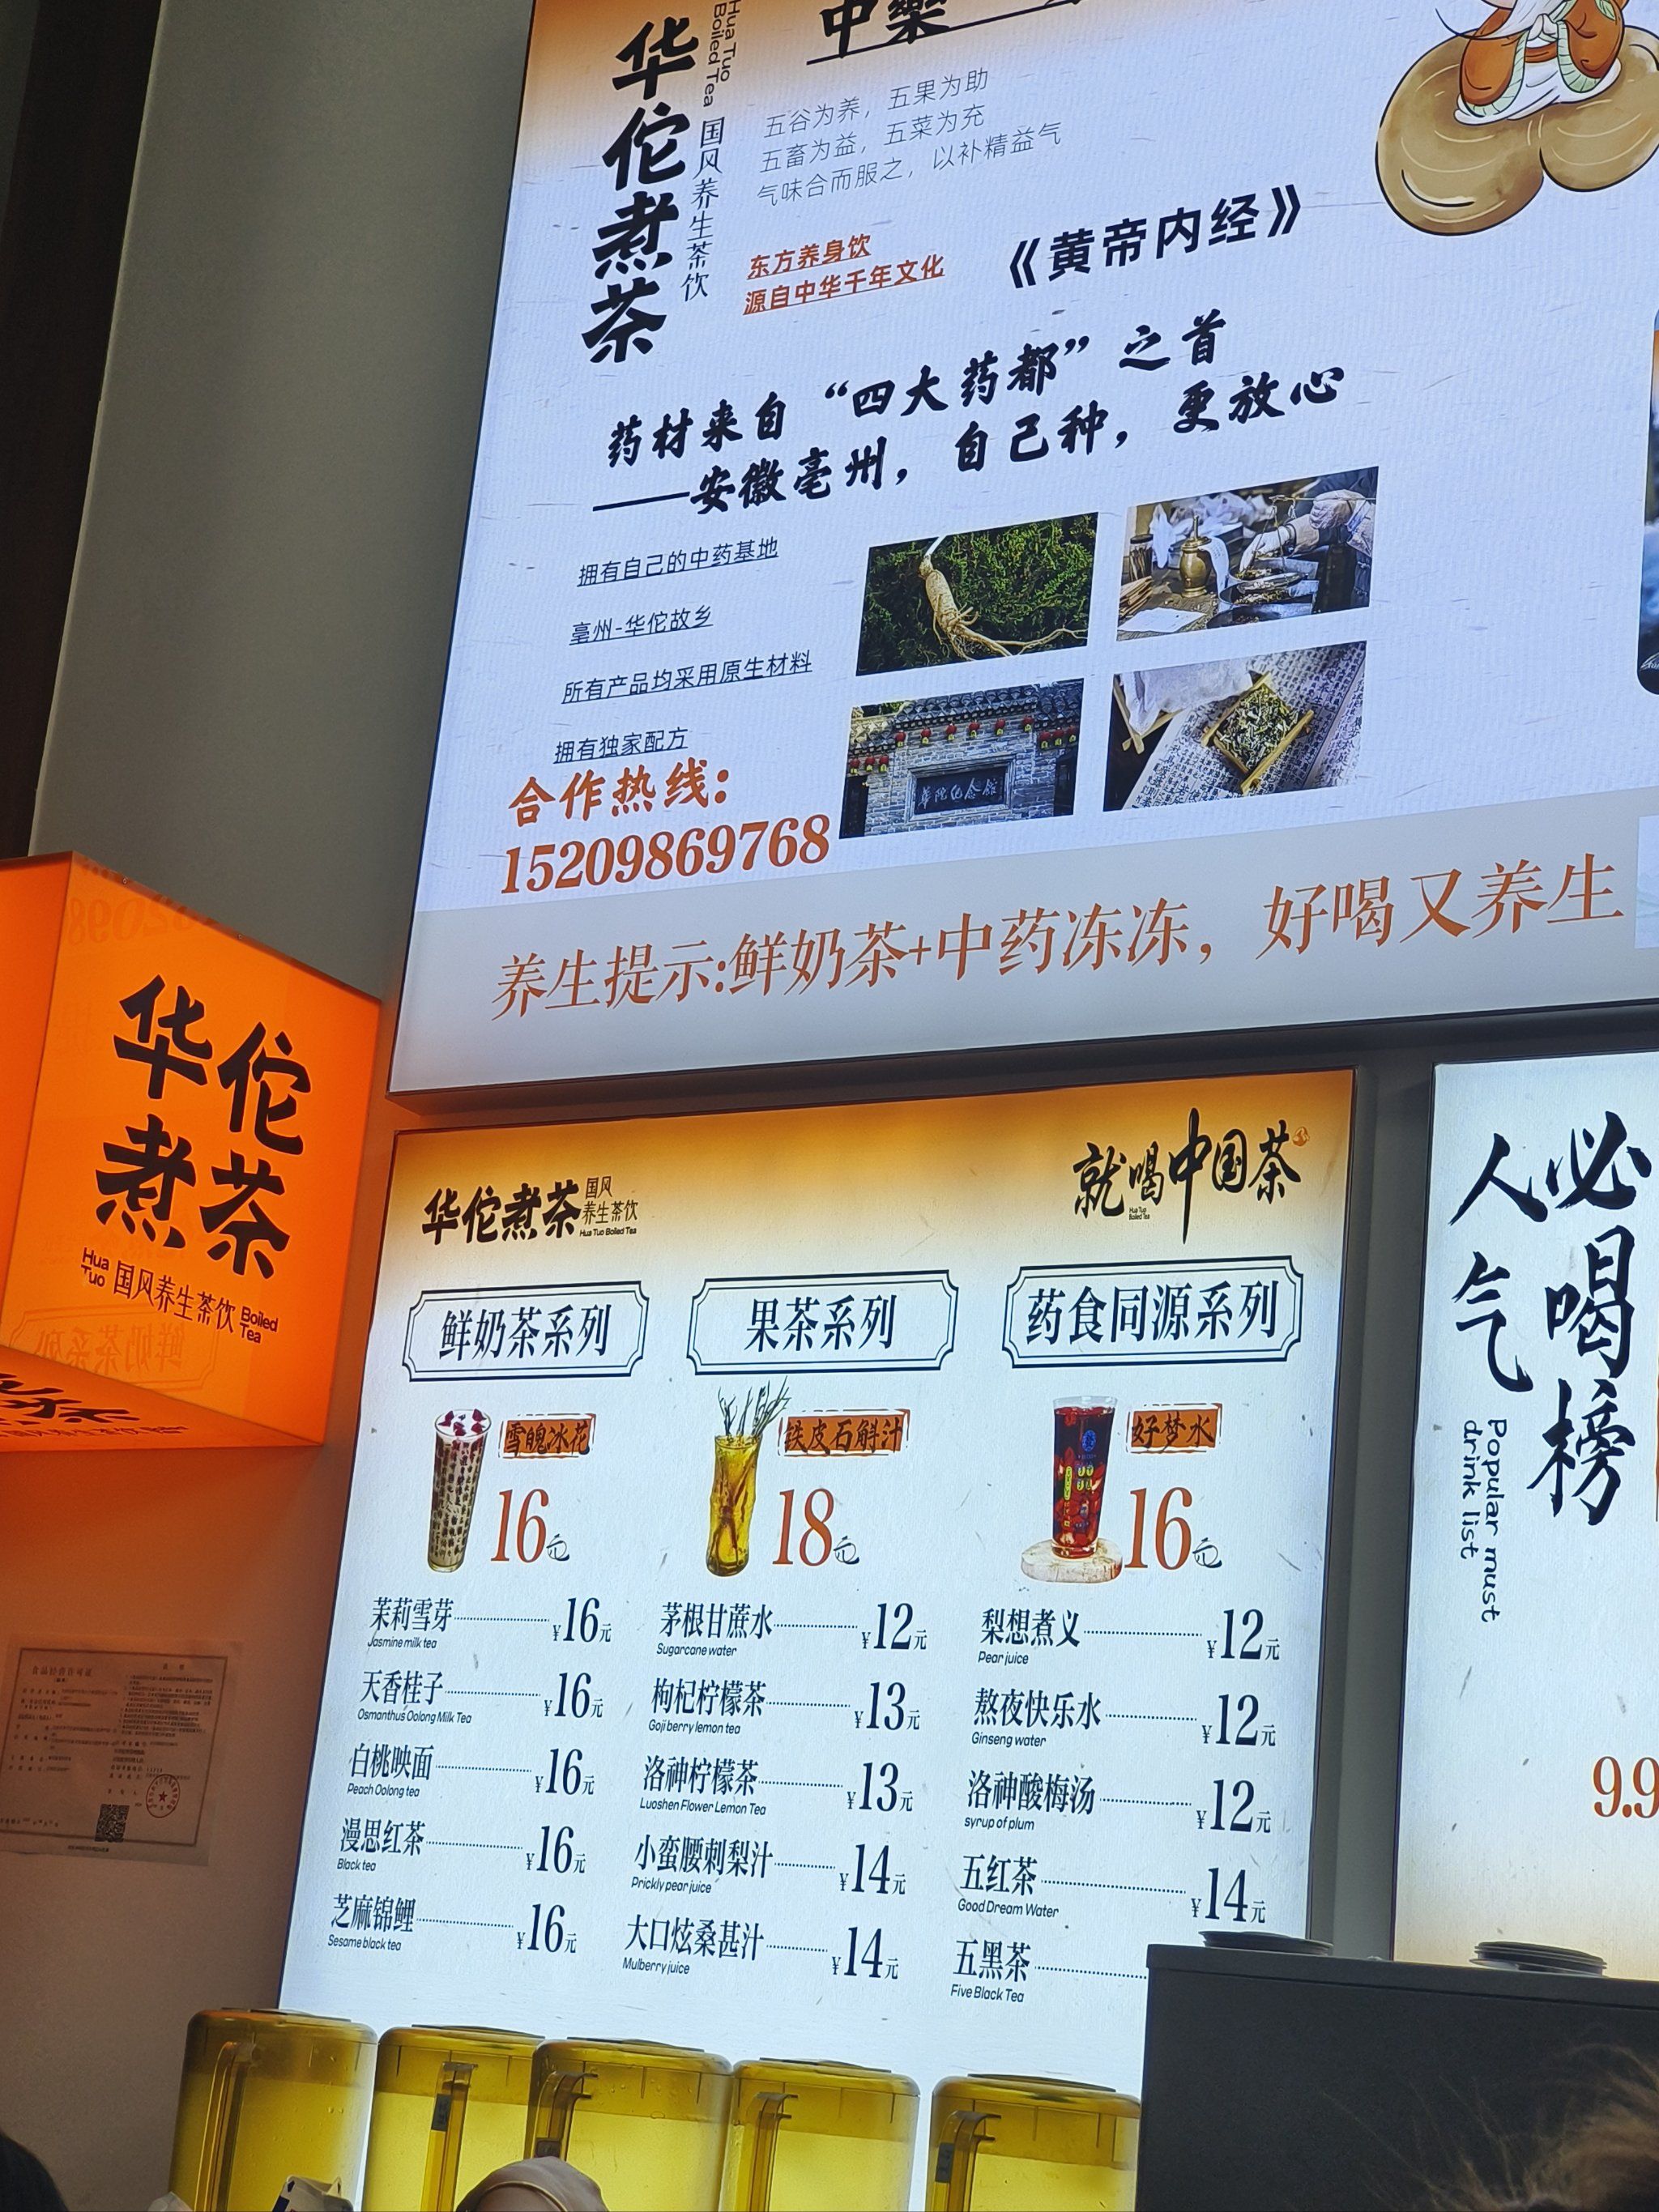 华佗煮茶
Hua Tuo
Boiled Tea
国风养生茶饮
中藥
五谷为养，五果为助
五畜为益，五菜为充
气味合而服之，以补精益气
东方养身饮
源自中华千年文化
《黄帝内经》
药材来自“四大药都”之首
——安徽亳州，自己种，更放心
拥有自己的中药基地
亳州-华佗故乡
所有产品均采用原生材料
拥有独家配方
合作热线：
15209869768
華陀纪念馆
养生提示:鲜奶茶+中药冻冻，好喝又养生
华佗
煮茶
Hua
Tuo
国风养生茶饮
Boiled
Tea
华佗煮茶
国风
养生茶饮
Hua Tuo Boiled Tea
就喝中国茶
Hua Tuo
Boiled Tea
鲜奶茶系列
雪魄冰花
16元
茉莉雪芽 ¥16元
Jasmine milk tea
天香桂子 ¥16元
Osmanthus Oolong Milk Tea
白桃映面 ¥16元
Peach Oolong tea
漫思红茶 ¥16元
Black tea
芝麻锦鲤 ¥16元
Sesame black tea
果茶系列
铁皮石斛汁
18元
茅根甘蔗水 ¥12元
Sugarcane water
枸杞柠檬茶 ¥13元
Goji berry lemon tea
洛神柠檬茶 ¥13元
Luoshen Flower Lemon Tea
小蛮腰刺梨汁 ¥14元
Prickly pear juice
大口炫桑葚汁 ¥14元
Mulberry juice
药食同源系列
好梦水
16元
梨想煮义 ¥12元
Pear juice
熬夜快乐水 ¥12元
Ginseng water
洛神酸梅汤 ¥12元
syrup of plum
五红茶 ¥14元
Good Dream Water
五黑茶
Five Black Tea
人气
必喝榜
Popular must
drink list
9.9
食品经营许可证